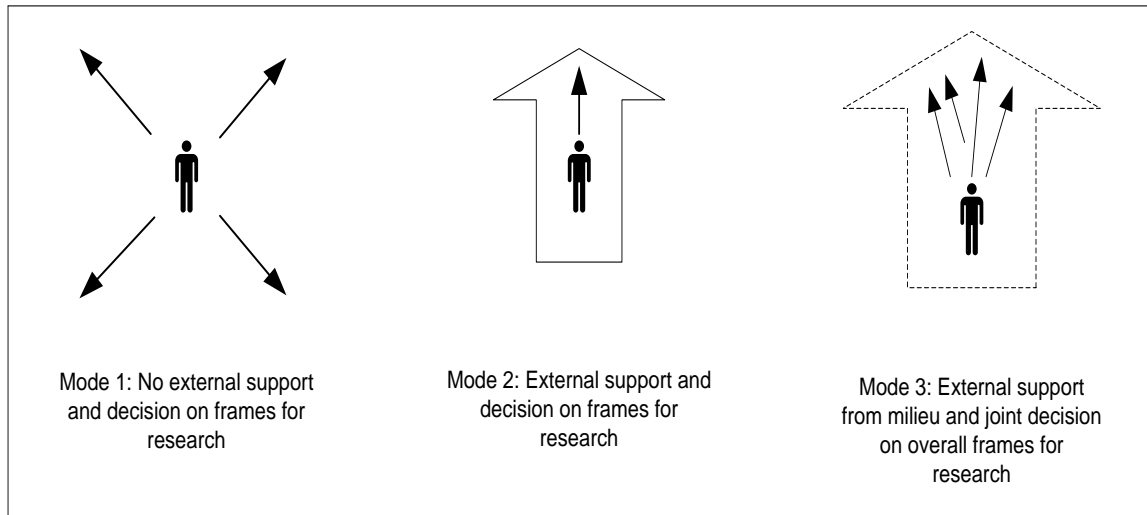 Mode 1: No external support
and decision on frames for
research
Mode 2: External support and
decision on frames for
research
Mode 3: External support
from milieu and joint decision
on overall frames for
research